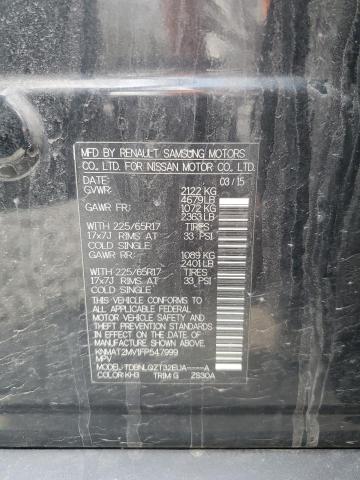 MFD BY RENAULT SAMSUNG MOTORS
CO. LTD. FOR NISSAN MOTOR CO. LTD.
DATE: 03/15
GVWR: 2122 KG
4679 LB
GAWR FR: 1072 KG
2363 LB
WITH 225/65R17 TIRES
17x7J RIMS AT 33 PSI
COLD SINGLE
GAWR RR: 1089 KG
2401 LB
WITH 225/65R17 TIRES
17x7J RIMS AT 33 PSI
COLD SINGLE
THIS VEHICLE CONFORMS TO ALL
APPLICABLE FEDERAL MOTOR VEHICLE
SAFETY AND THEFT PREVENTION
STANDARDS IN EFFECT ON THE DATE
OF MANUFACTURE SHOWN ABOVE.
KNMAT2MV1FP547999
MPV
MODEL: TDBNLQZT32EUA-----A
COLOR: KH3 TRIM: G ZS30A